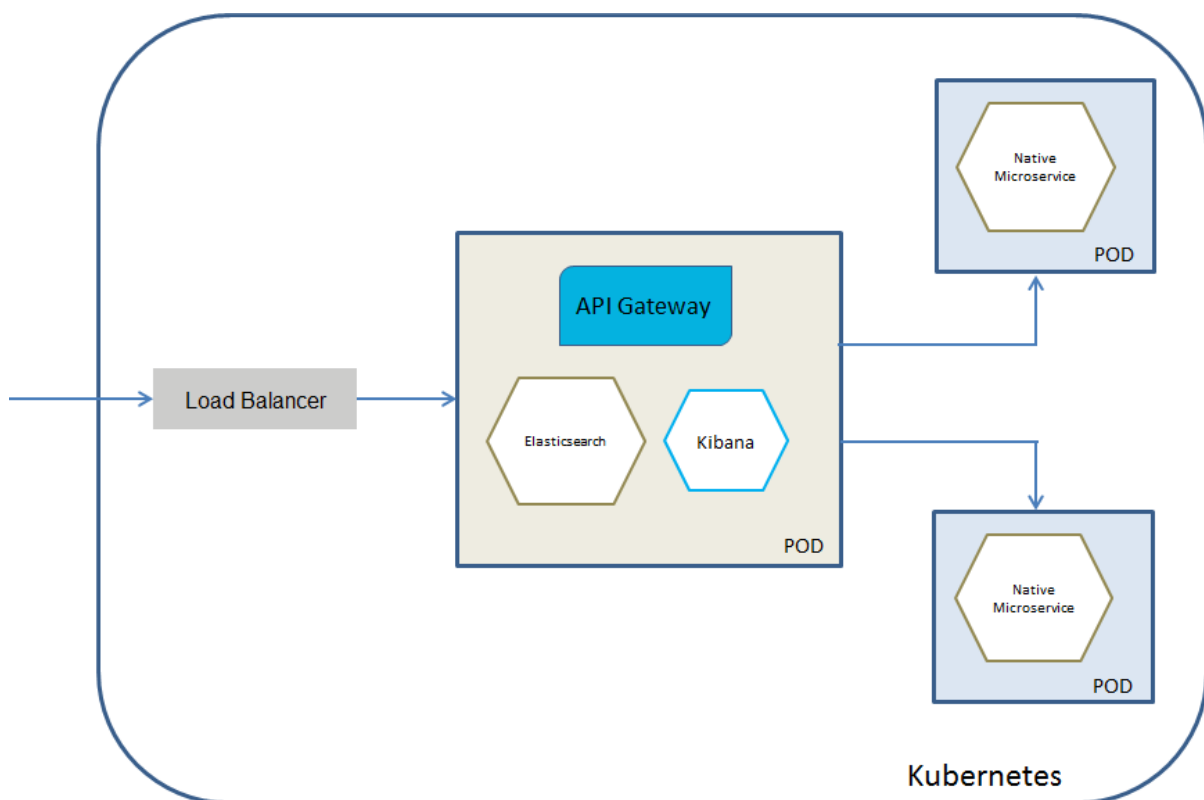 Native
Microservice
POD
API Gateway
Load Balancer
Elasticsearch
Kibana
POD
Native
Microservice
POD
Kubernetes